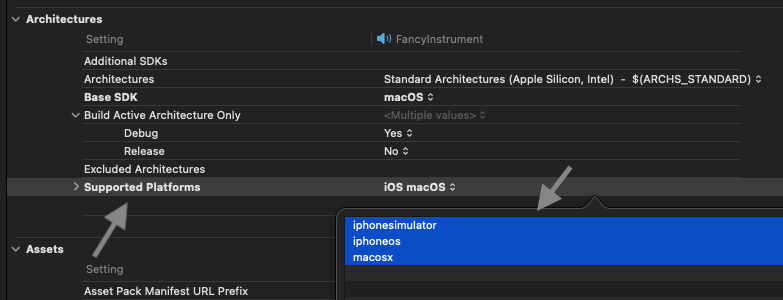 Architectures
Setting FancyInstrument
Additional SDKs
Architectures Standard Architectures (Apple Silicon, Intel) - $(ARCHS_STANDARD)
Base SDK macOS
Build Active Architecture Only <Multiple values>
Debug Yes
Release No
Excluded Architectures
Supported Platforms iOS macOS
iphonesimulator
iphoneos
macosx
Assets
Setting
Asset Pack Manifest URL Prefix